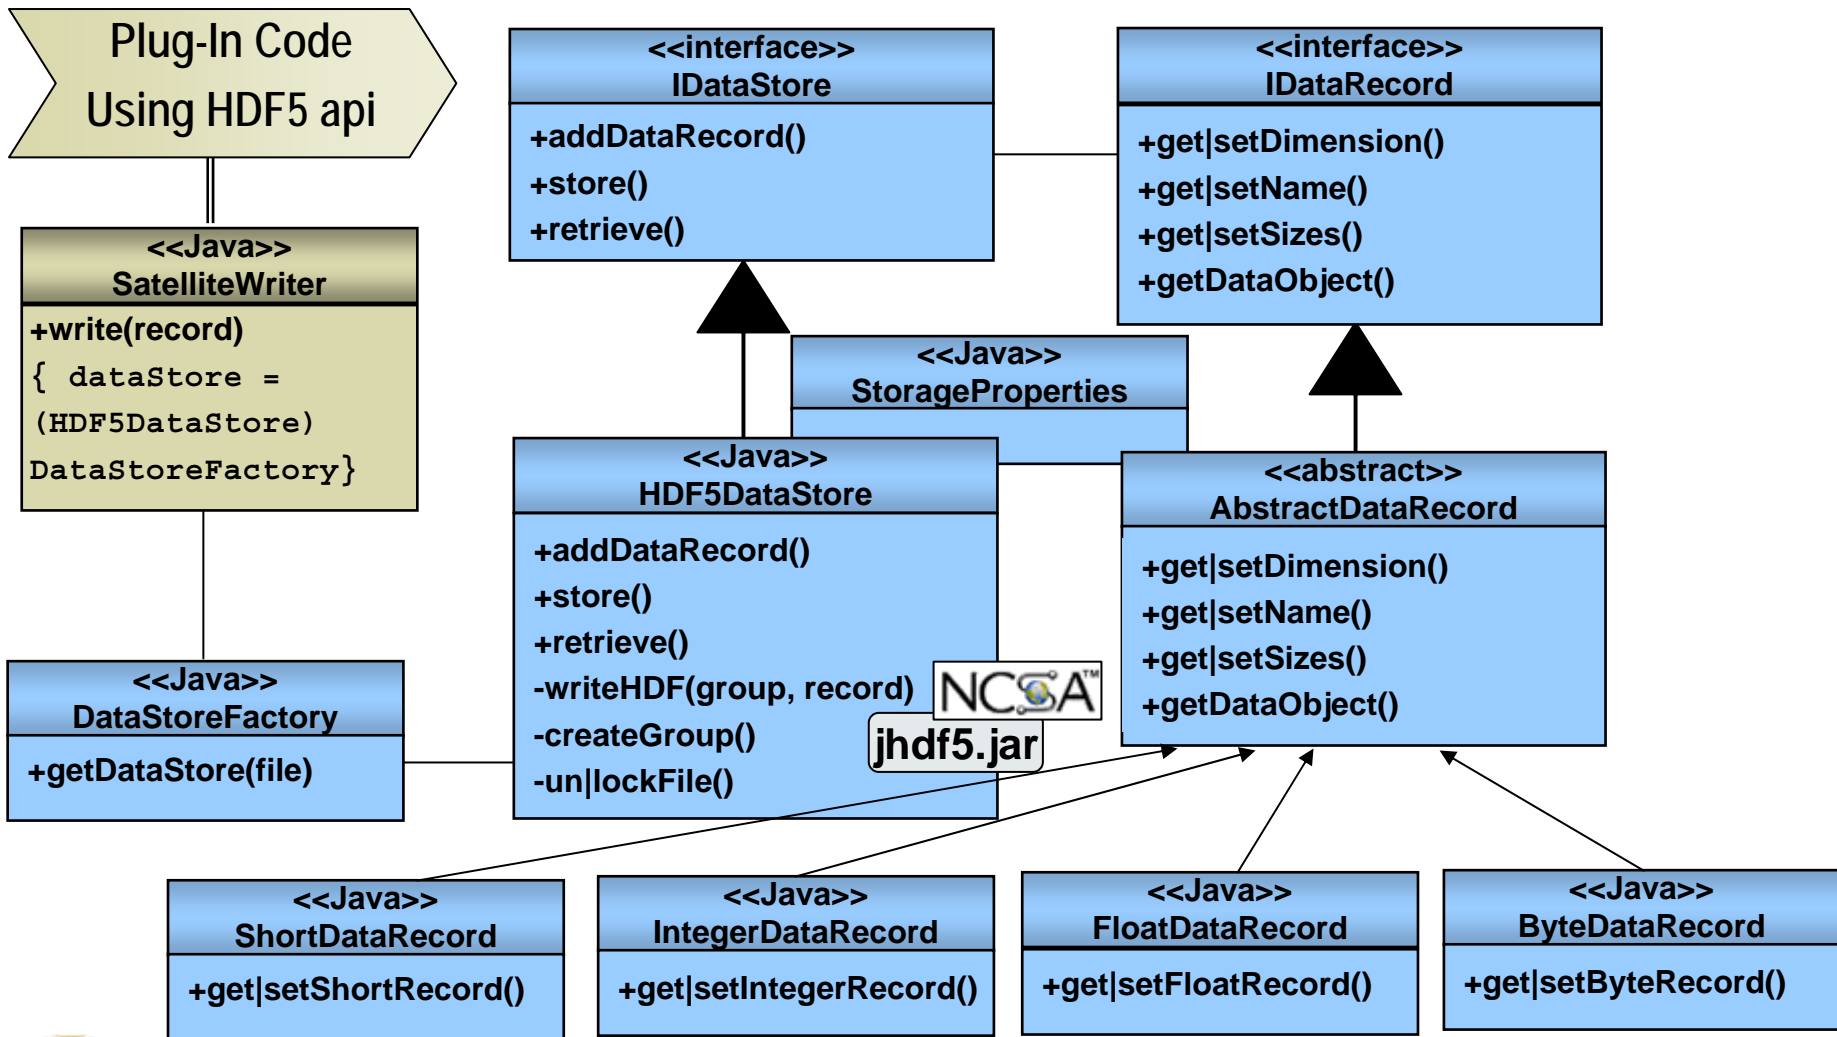 Plug-In Code
Using HDF5 api
<<Java>>
SatelliteWriter
+write(record)
{ dataStore =
(HDF5DataStore)
DataStoreFactory}
<<Java>>
DataStoreFactory
+getDataStore(file)
<<interface>>
IDataStore
+addDataRecord()
+store()
+retrieve()
<<interface>>
IDataRecord
+get|setDimension()
+get|setName()
+get|setSizes()
+getDataObject()
<<Java>>
StorageProperties
<<Java>>
HDF5DataStore
+addDataRecord()
+store()
+retrieve()
-writeHDF(group, record)
-createGroup()
-un|lockFile()
NCSA™
jhdf5.jar
<<abstract>>
AbstractDataRecord
+get|setDimension()
+get|setName()
+get|setSizes()
+getDataObject()
<<Java>>
ShortDataRecord
+get|setShortRecord()
<<Java>>
IntegerDataRecord
+get|setIntegerRecord()
<<Java>>
FloatDataRecord
+get|setFloatRecord()
<<Java>>
ByteDataRecord
+get|setByteRecord()